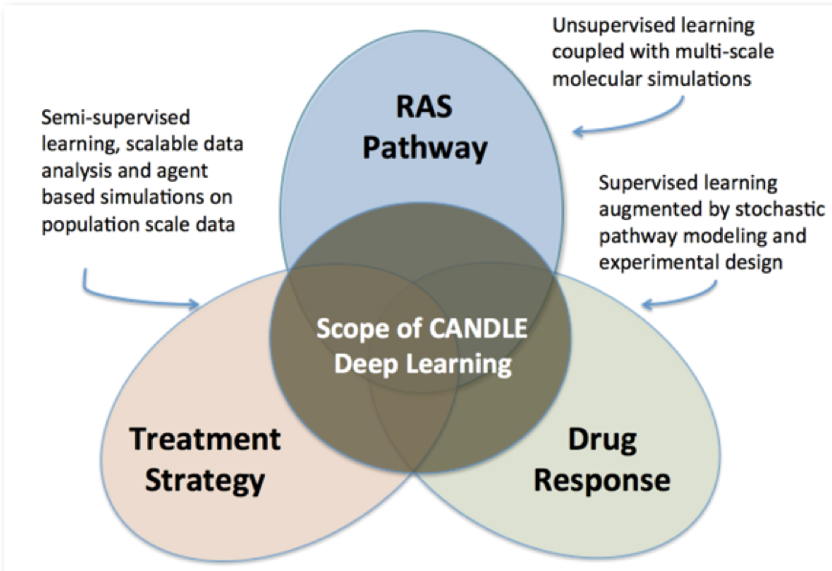 Unsupervised learning
coupled with multi-scale
molecular simulations
RAS
Pathway
Semi-supervised
learning, scalable data
analysis and agent
based simulations on
population scale data
Supervised learning
augmented by stochastic
pathway modeling and
experimental design
Scope of CANDLE
Deep Learning
Treatment
Strategy
Drug
Response